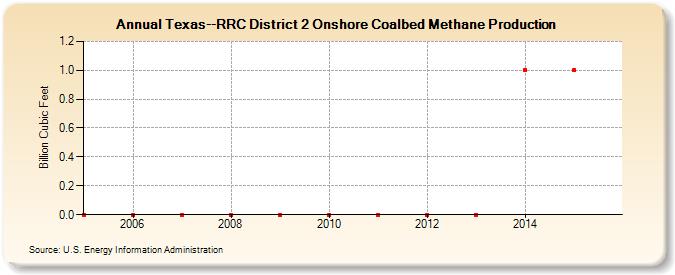 Annual Texas--RRC District 2 Onshore Coalbed Methane Production
Billion Cubic Feet
1.2
1.0
0.8
0.6
0.4
0.2
0.0
2006 2008 2010 2012 2014
Source: U.S. Energy Information Administration